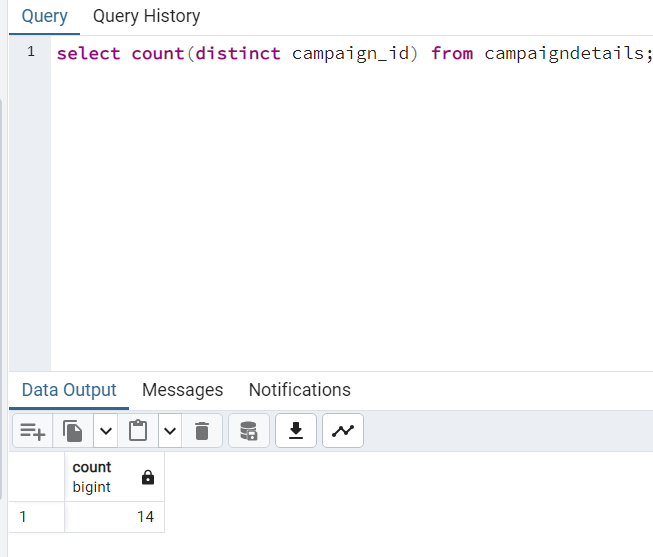 Query Query History
1 select count(distinct campaign_id) from campaigndetails;
Data Output Messages Notifications
count
bigint
1 14